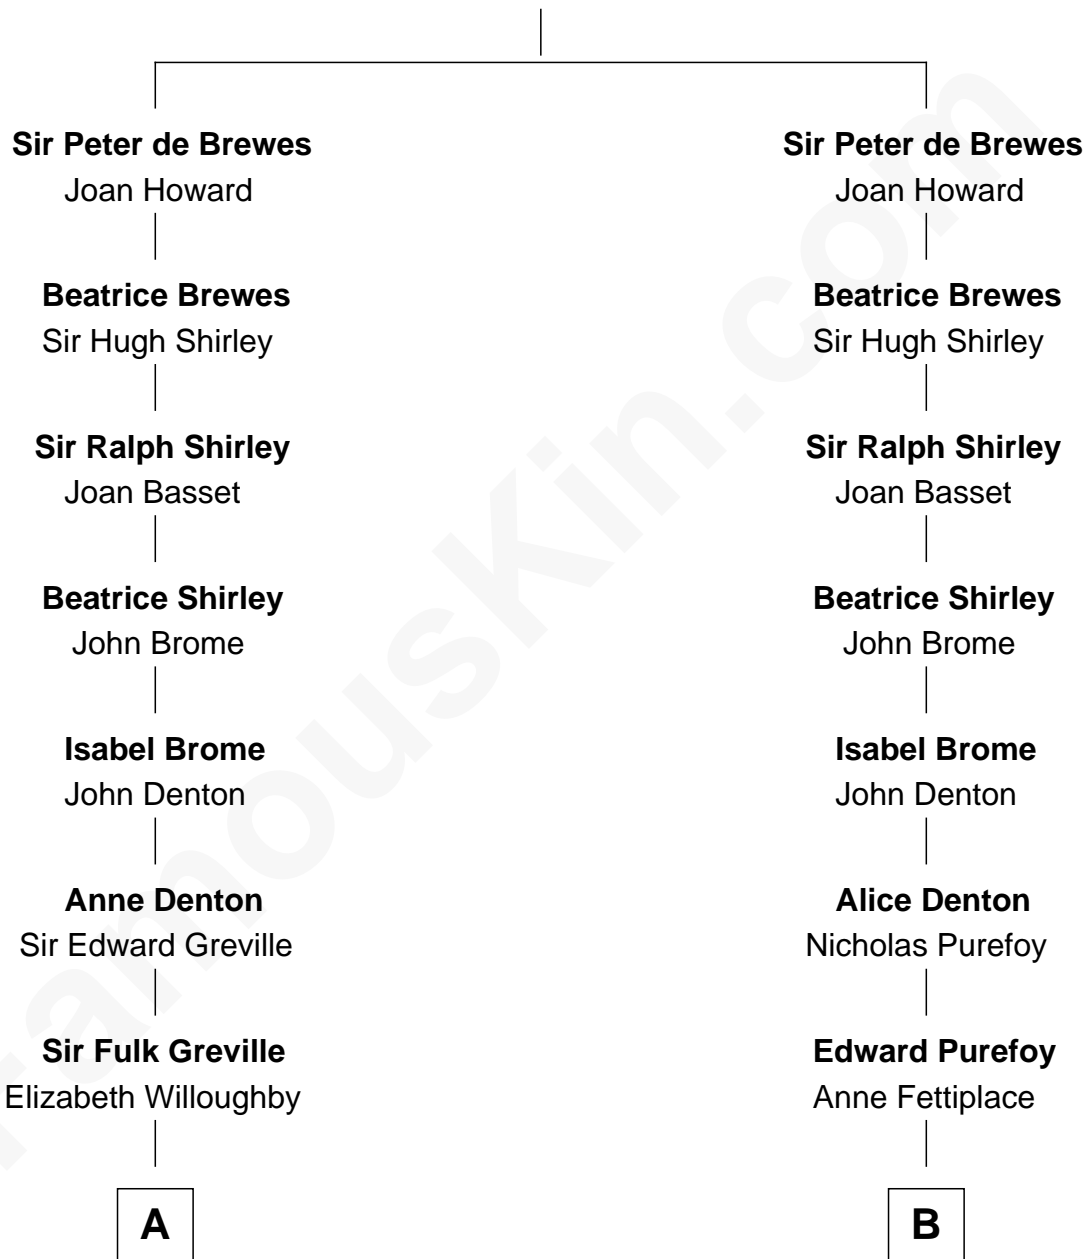 Sir Peter de Brewes
Joan Howard
Beatrice Brewes
Sir Hugh Shirley
Sir Ralph Shirley
Joan Basset
Beatrice Shirley
John Brome
Isabel Brome
John Denton
Anne Denton
Sir Edward Greville
Sir Fulk Greville
Elizabeth Willoughby
A
Sir Peter de Brewes
Joan Howard
Beatrice Brewes
Sir Hugh Shirley
Sir Ralph Shirley
Joan Basset
Beatrice Shirley
John Brome
Isabel Brome
John Denton
Alice Denton
Nicholas Purefoy
Edward Purefoy
Anne Fettiplace
B
FamousKin.com